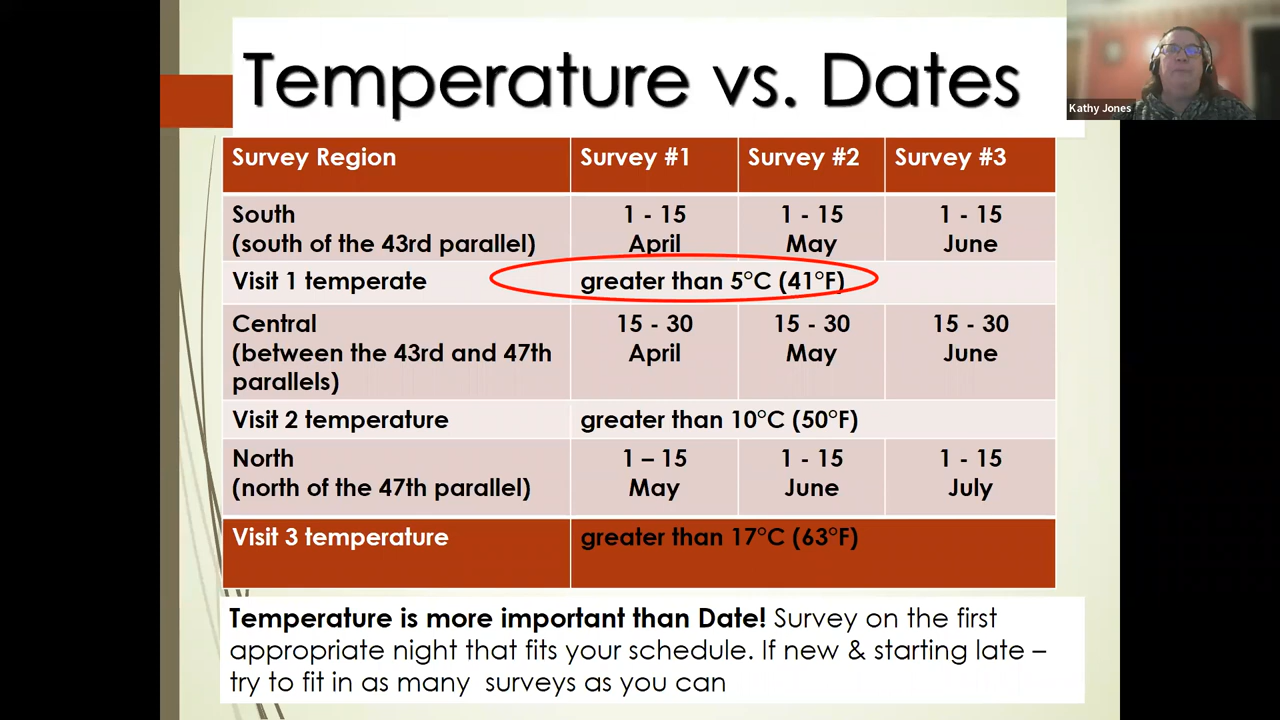 Temperature vs. Dates
Kathy Jones
Survey Region Survey #1 Survey #2 Survey #3
South 1 - 15 1 - 15 1 - 15
(south of the 43rd parallel) April May June
Visit 1 temperate greater than 5°C (41°F)
Central 15 - 30 15 - 30 15 - 30
(between the 43rd and 47th April May June
parallels)
Visit 2 temperature greater than 10°C (50°F)
North 1 – 15 1 - 15 1 - 15
(north of the 47th parallel) May June July
Visit 3 temperature greater than 17°C (63°F)
Temperature is more important than Date! Survey on the first
appropriate night that fits your schedule. If new & starting late –
try to fit in as many surveys as you can